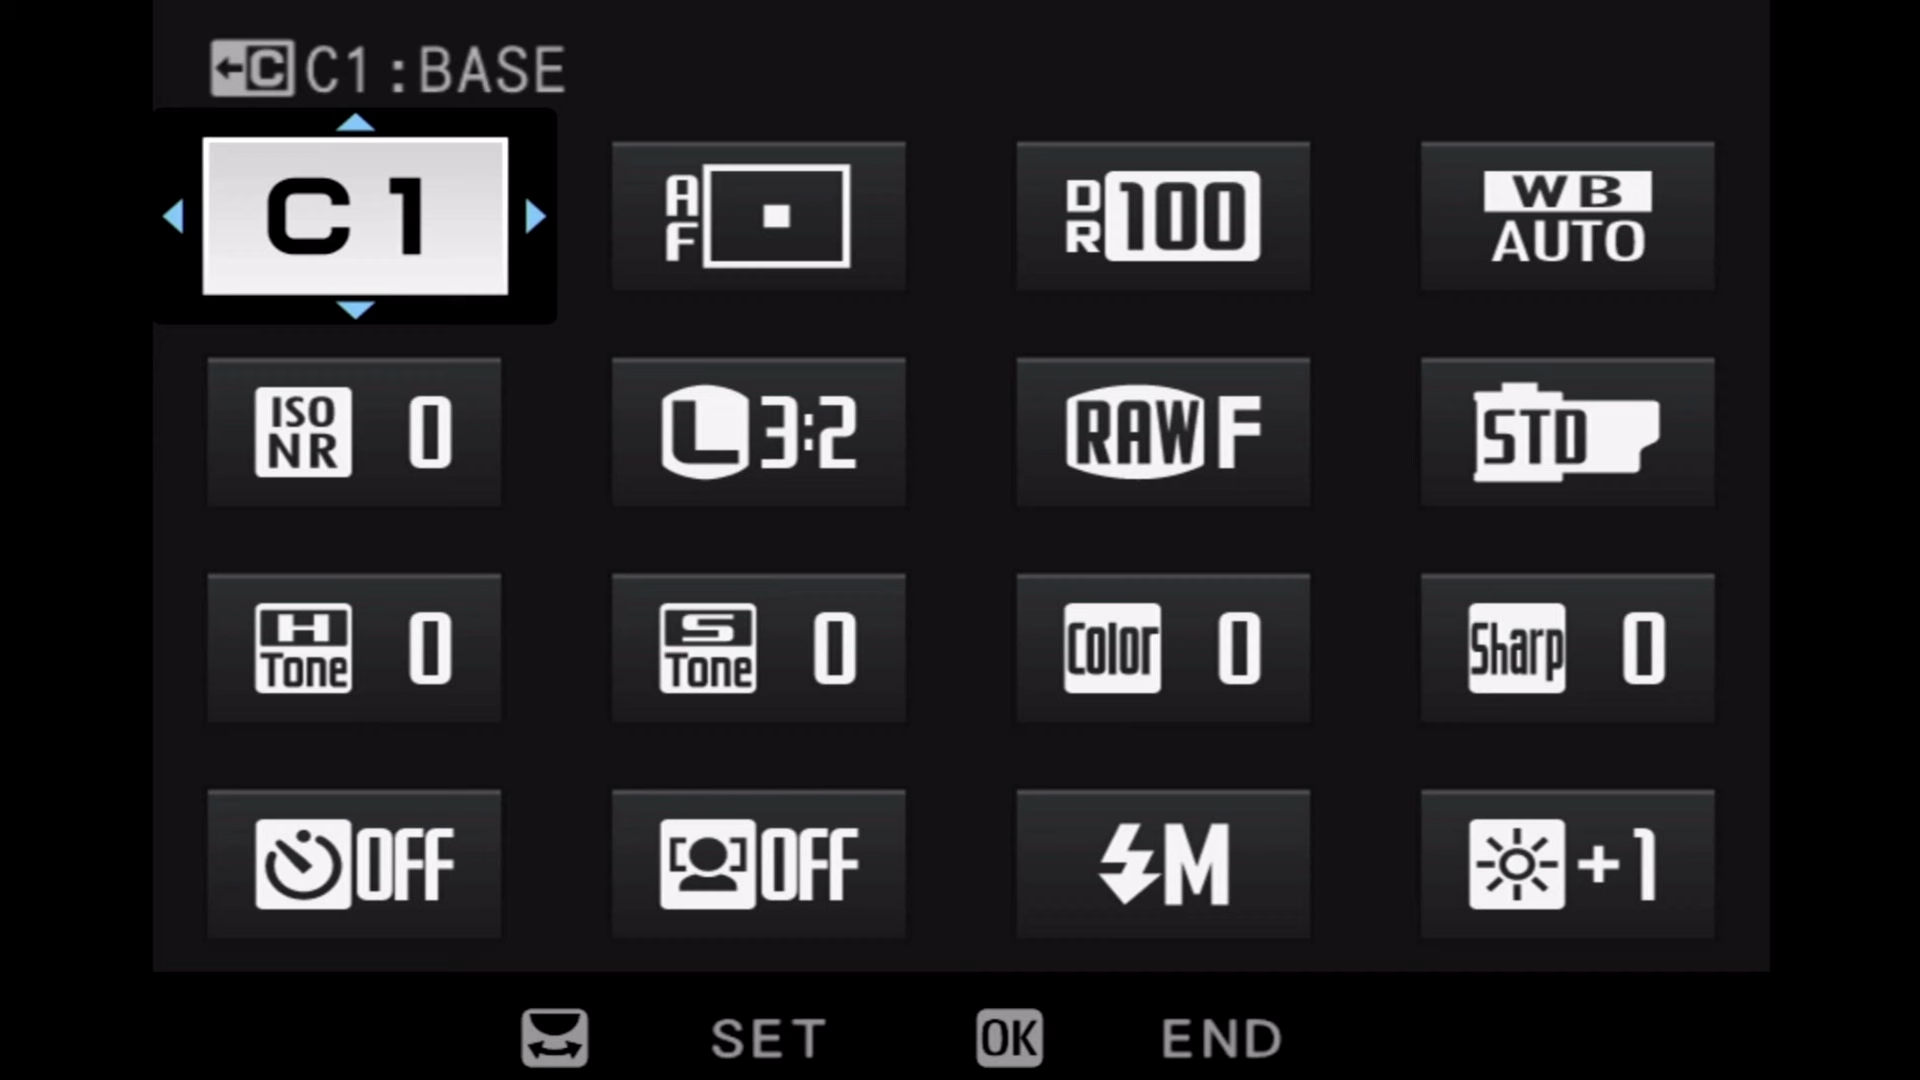 ←C C1:BASE
C1
AF
DR 100
WB AUTO
ISO NR 0
L 3:2
RAW F
STD
H Tone 0
S Tone 0
Color 0
Sharp 0
OFF
OFF
M
+1
SET OK END